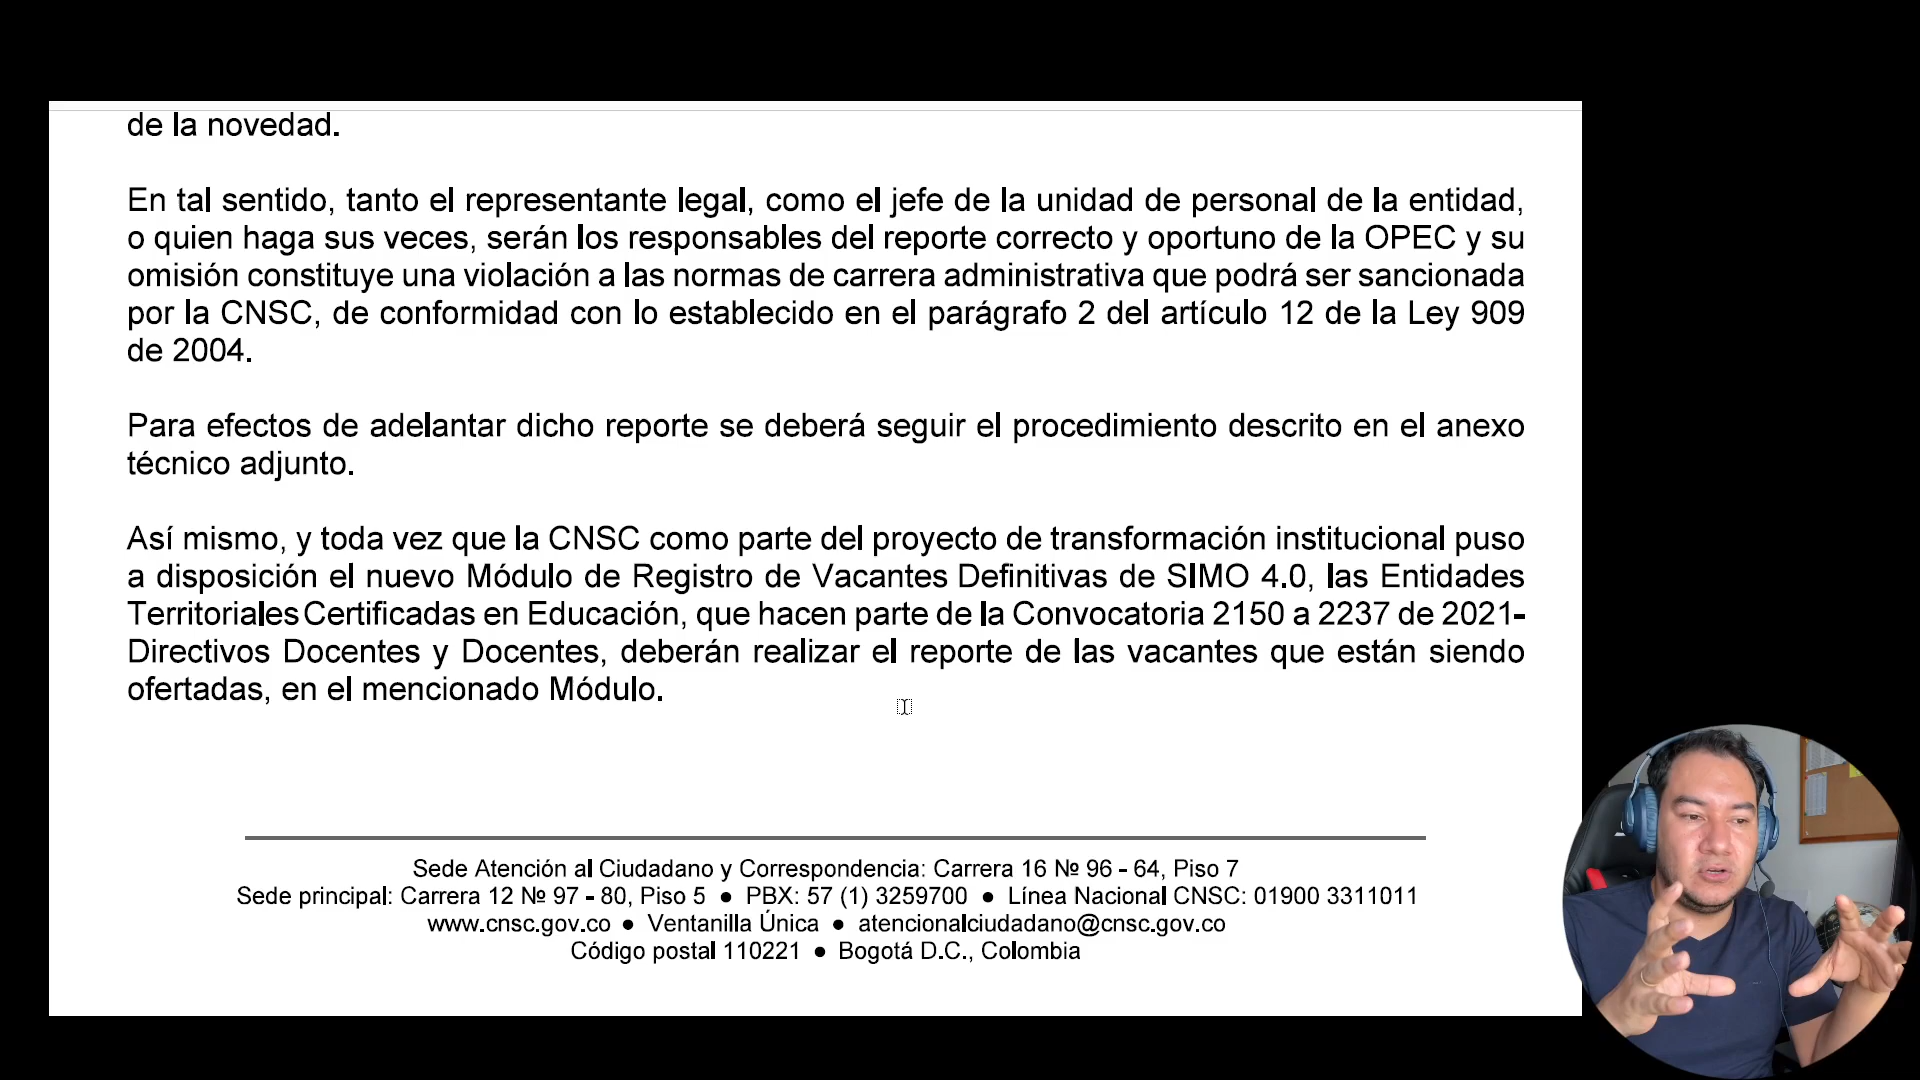 de la novedad.
En tal sentido, tanto el representante legal, como el jefe de la unidad de personal de la entidad,
o quien haga sus veces, serán los responsables del reporte correcto y oportuno de la OPEC y su
omisión constituye una violación a las normas de carrera administrativa que podrá ser sancionada
por la CNSC, de conformidad con lo establecido en el parágrafo 2 del artículo 12 de la Ley 909
de 2004.
Para efectos de adelantar dicho reporte se deberá seguir el procedimiento descrito en el anexo
técnico adjunto.
Así mismo, y toda vez que la CNSC como parte del proyecto de transformación institucional puso
a disposición el nuevo Módulo de Registro de Vacantes Definitivas de SIMO 4.0, las Entidades
Territoriales Certificadas en Educación, que hacen parte de la Convocatoria 2150 a 2237 de 2021-
Directivos Docentes y Docentes, deberán realizar el reporte de las vacantes que están siendo
ofertadas, en el mencionado Módulo.
Sede Atención al Ciudadano y Correspondencia: Carrera 16 № 96 - 64, Piso 7
Sede principal: Carrera 12 № 97 - 80, Piso 5 ● PBX: 57 (1) 3259700 ● Línea Nacional CNSC: 01900 3311011
www.cnsc.gov.co ● Ventanilla Única ● atencionalciudadano@cnsc.gov.co
Código postal 110221 ● Bogotá D.C., Colombia